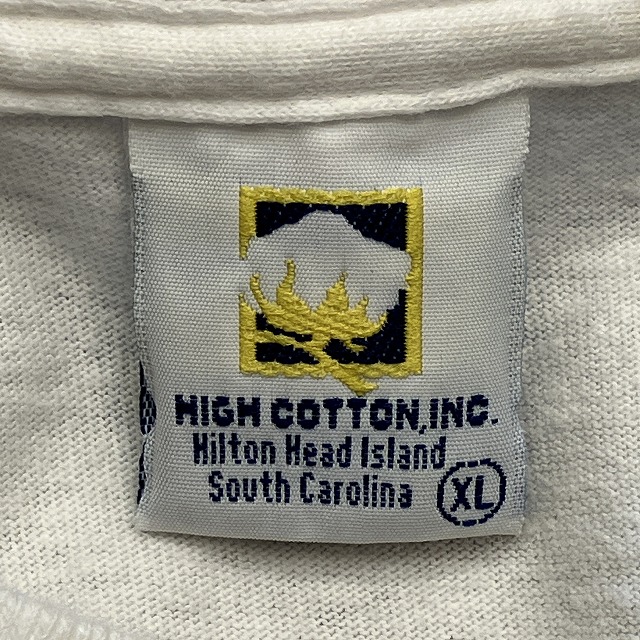 HIGH COTTON, INC.
Hilton Head Island
South Carolina
XL